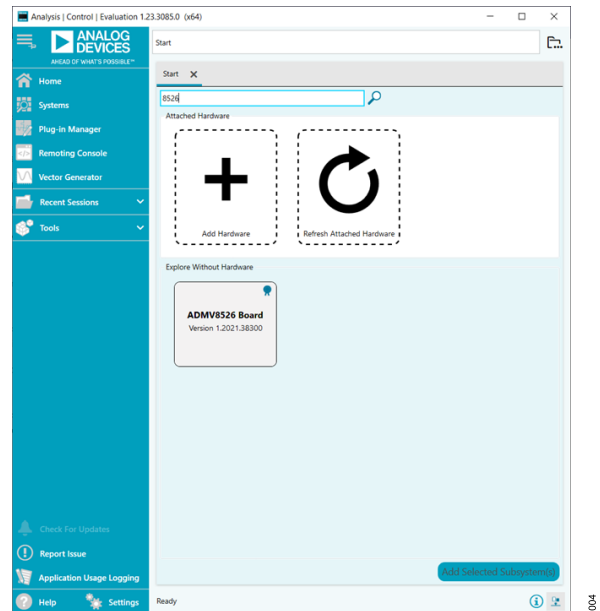 Analysis | Control | Evaluation 1.23.3085.0 (x64)
ANALOG
DEVICES
AHEAD OF WHAT'S POSSIBLE™
Start
Home
Systems
Plug-in Manager
Remoting Console
Vector Generator
Recent Sessions
Tools
Start
8526
Attached Hardware
Add Hardware
Refresh Attached Hardware
Explore Without Hardware
ADMV8526 Board
Version 1.2021.38300
Add Selected Subsystem(s)
Check For Updates
Report Issue
Application Usage Logging
Help
Settings
Ready
004